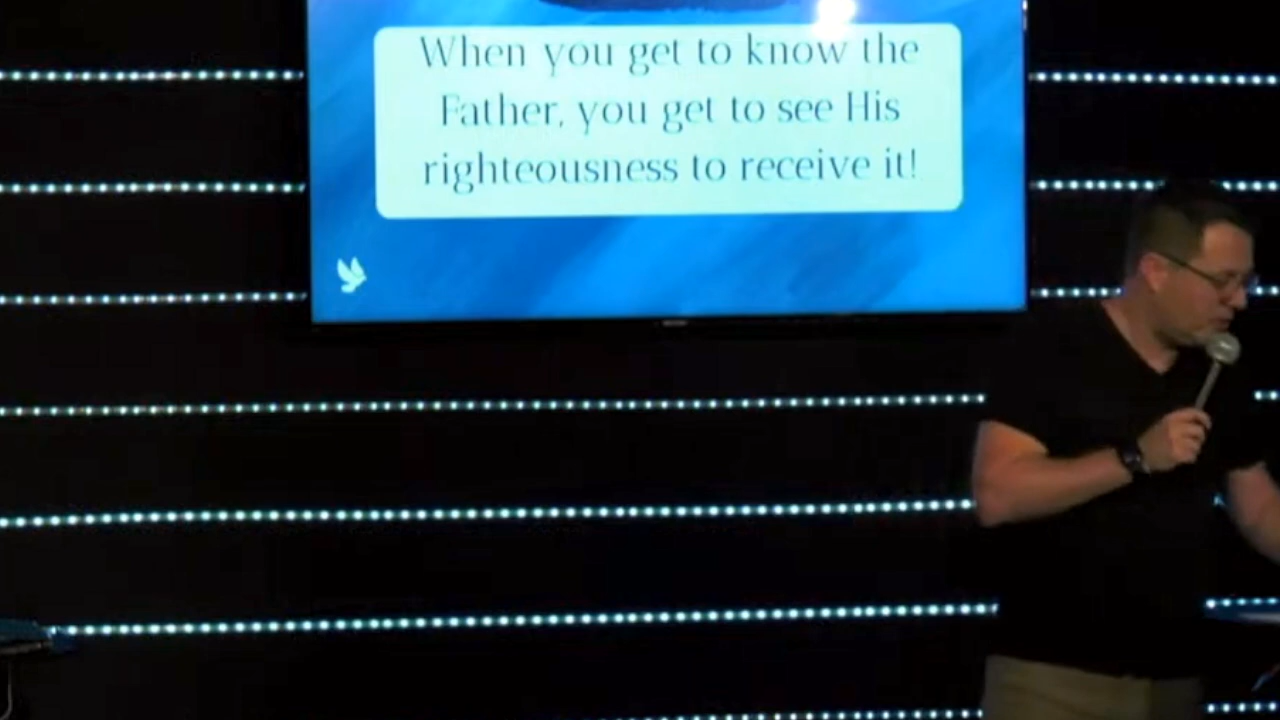 When you get to know the
Father, you get to see His
righteousness to receive it!